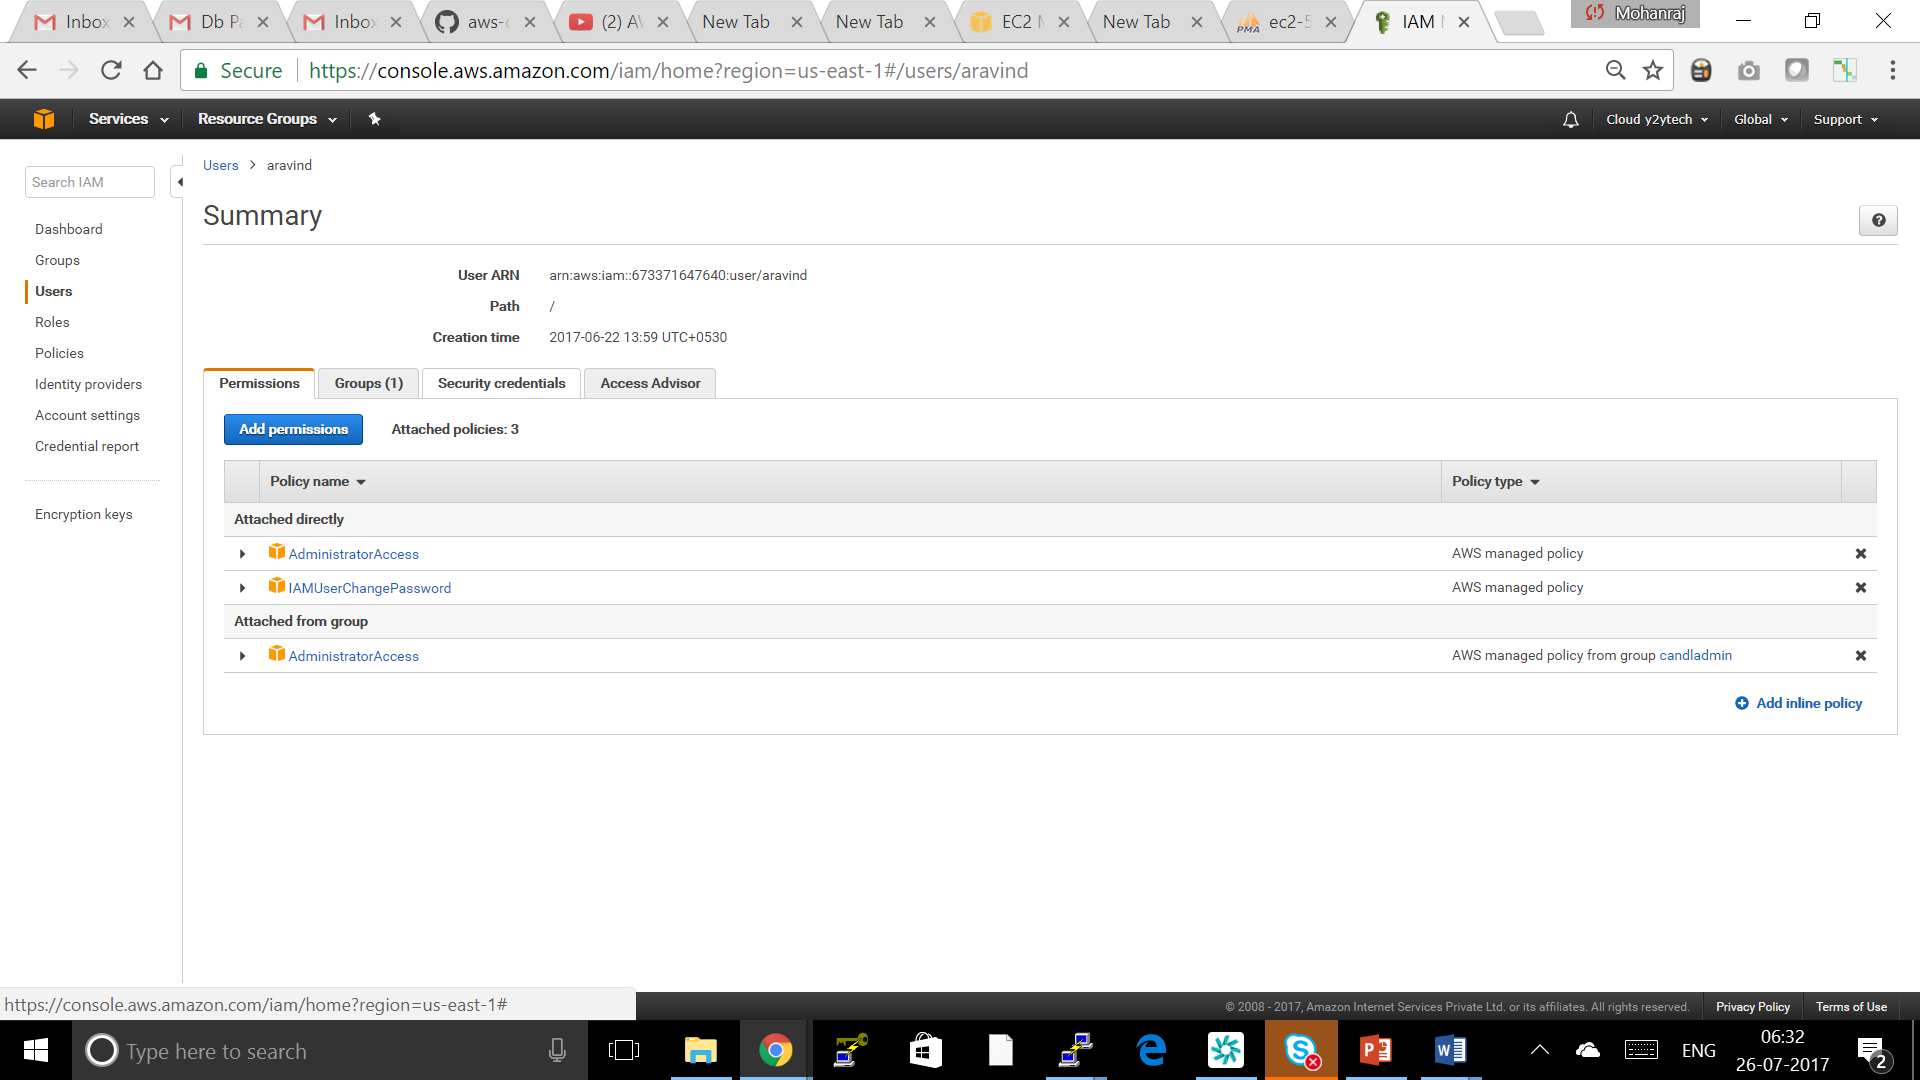 Inbox
Db Pa
Inbox
aws-c
(2) AV
New Tab
New Tab
EC2 M
New Tab
PMA
ec2-5
IAM
Mohanraj
Secure
https://console.aws.amazon.com/iam/home?region=us-east-1#/users/aravind
Services
Resource Groups
Cloud y2ytech
Global
Support
Search IAM
Dashboard
Groups
Users
Roles
Policies
Identity providers
Account settings
Credential report
Encryption keys
Users > aravind
Summary
User ARN arn:aws:iam::673371647640:user/aravind
Path /
Creation time 2017-06-22 13:59 UTC+0530
Permissions
Groups (1)
Security credentials
Access Advisor
Add permissions
Attached policies: 3
Policy name
Policy type
Attached directly
AdministratorAccess AWS managed policy
IAMUserChangePassword AWS managed policy
Attached from group
AdministratorAccess AWS managed policy from group candladmin
Add inline policy
https://console.aws.amazon.com/iam/home?region=us-east-1#
© 2008 - 2017, Amazon Internet Services Private Ltd. or its affiliates. All rights reserved.
Privacy Policy
Terms of Use
Type here to search
ENG
06:32
26-07-2017
2